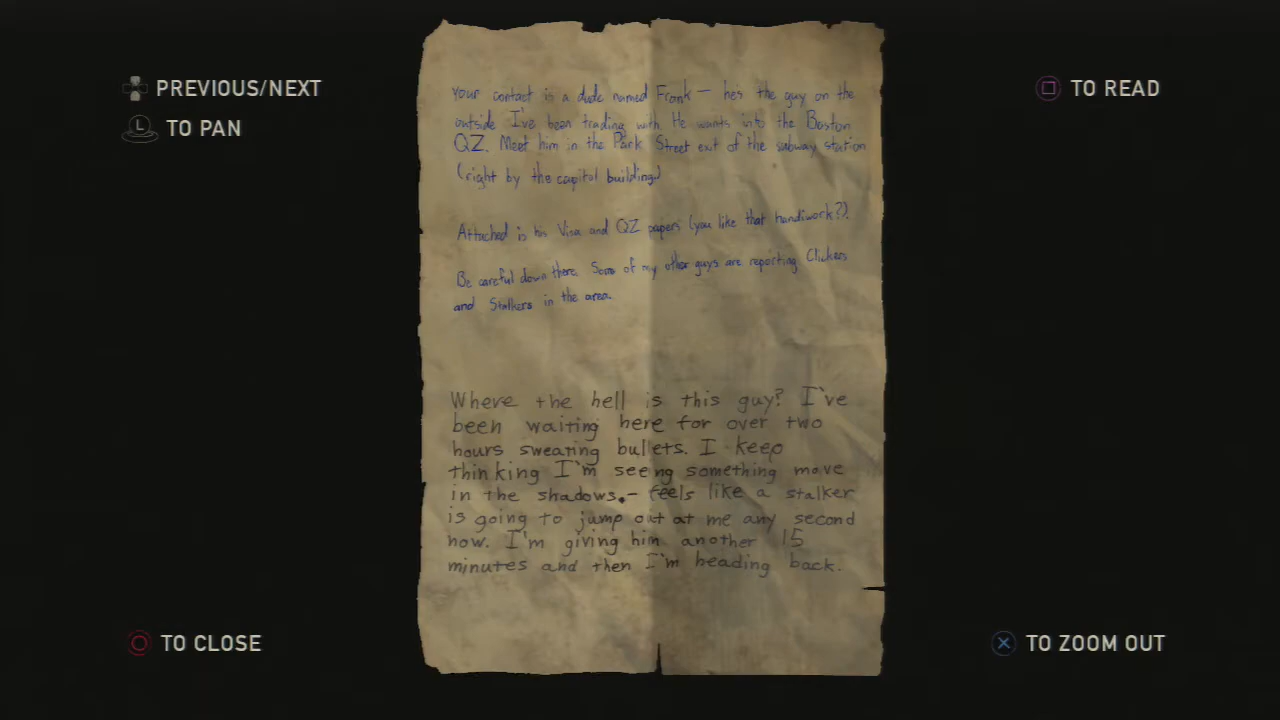 PREVIOUS/NEXT
L TO PAN
TO READ
Your contact is a dude named Frank — he's the guy on the
outside I've been trading with. He wants into the Boston
QZ. Meet him in the Park Street exit of the subway station
(right by the capitol building.)
Attached is his Visa and QZ papers (you like that handiwork?).
Be careful down there. Some of my other guys are reporting Clickers
and Stalkers in the area.
Where the hell is this guy? I've
been waiting here for over two
hours sweating bullets. I keep
thinking I'm seeing something move
in the shadows. - feels like a stalker
is going to jump out at me any second
now. I'm giving him another 15
minutes and then I'm heading back.
TO CLOSE
TO ZOOM OUT